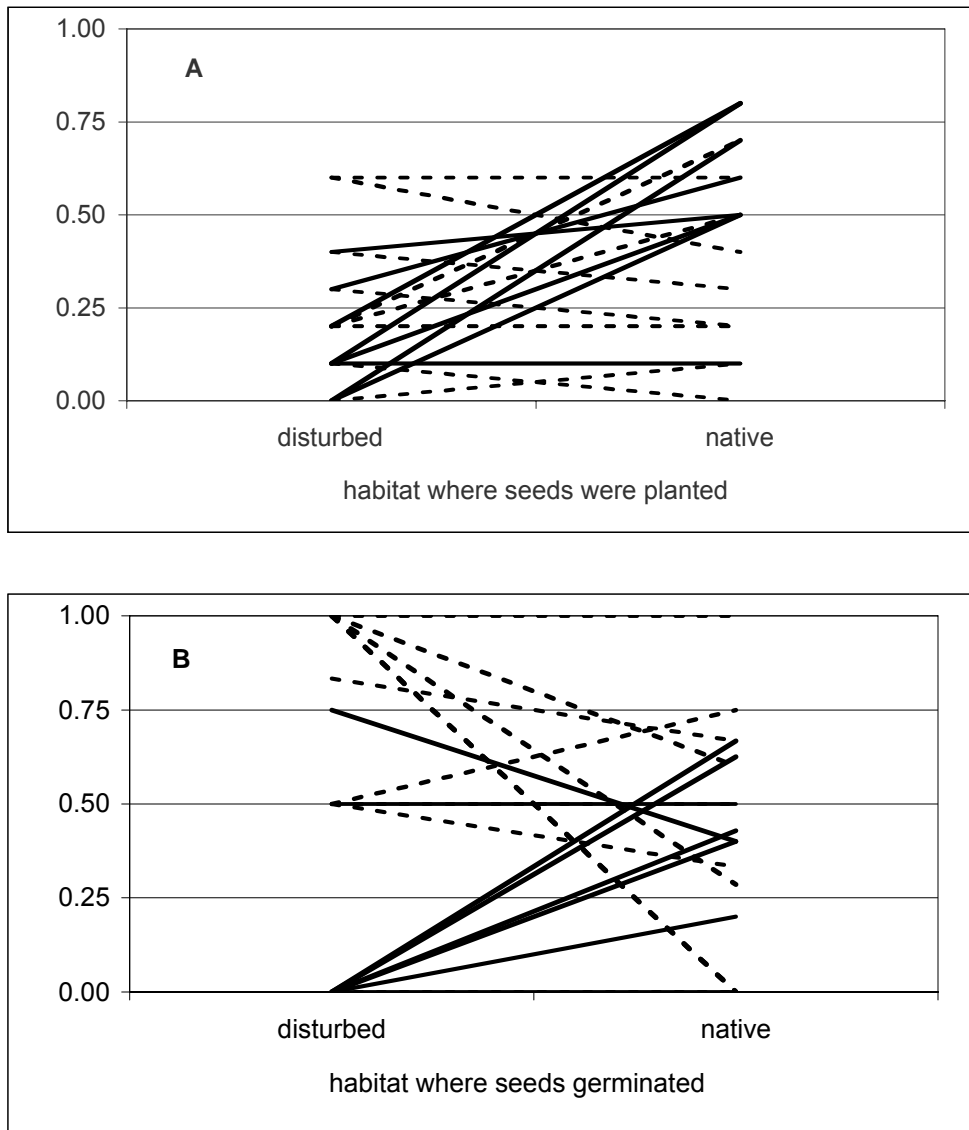 1.00
A
0.75
0.50
0.25
0.00
disturbed native
habitat where seeds were planted
1.00
B
0.75
0.50
0.25
0.00
disturbed native
habitat where seeds germinated